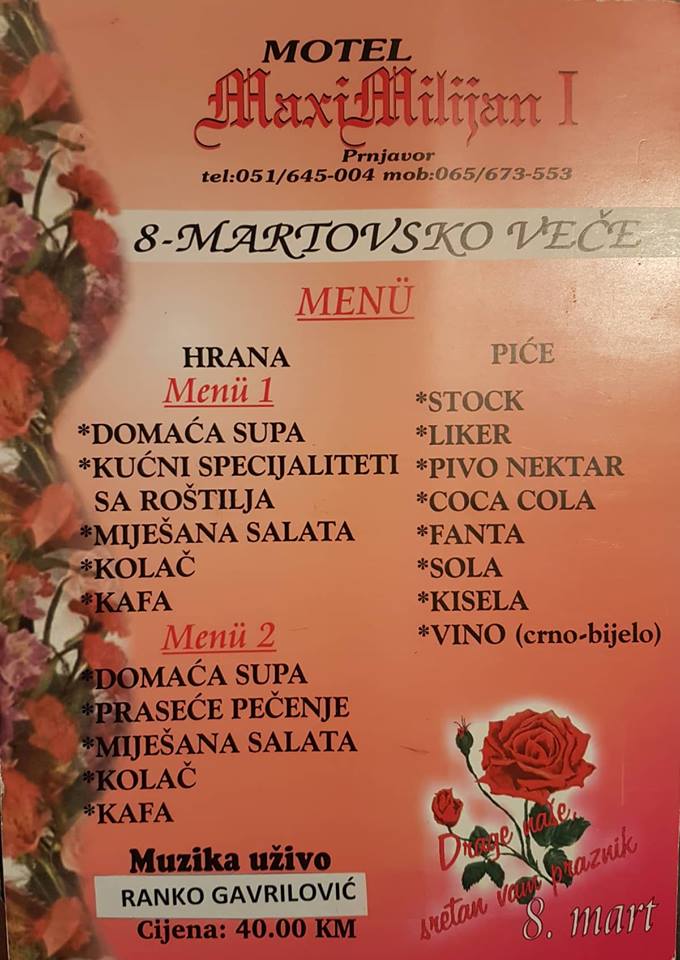 MOTEL
MaxiMilijan I
Prnjavor
tel:051/645-004 mob:065/673-553
8-MARTOVSKO VEČE
MENÜ
HRANA
Menü 1
*DOMAĆA SUPA
*KUĆNI SPECIJALITETI
SA ROŠTILJA
*MIJEŠANA SALATA
*KOLAČ
*KAFA
Menü 2
*DOMAĆA SUPA
*PRASEĆE PEČENJE
*MIJEŠANA SALATA
*KOLAČ
*KAFA
PIĆE
*STOCK
*LIKER
*PIVO NEKTAR
*COCA COLA
*FANTA
*SOLA
*KISELA
*VINO (crno-bijelo)
Muzika uživo
RANKO GAVRILOVIĆ
Cijena: 40.00 KM
Drage naše,
sretan vam praznik
8. mart